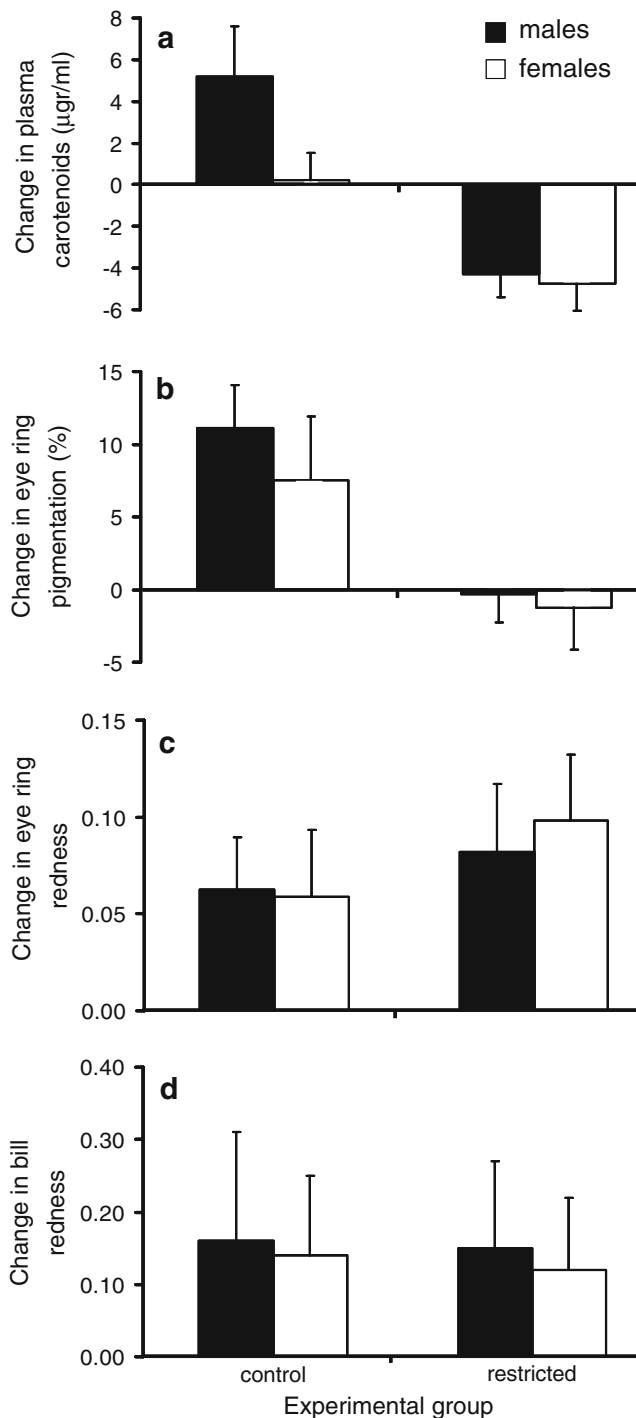 a
males
females
Change in plasma
carotenoids (µgr/ml)
8
6
4
2
0
-2
-4
-6
b
Change in eye ring
pigmentation (%)
15
10
5
0
-5
c
Change in eye ring
redness
0.15
0.10
0.05
0.00
d
Change in bill
redness
0.40
0.30
0.20
0.10
0.00
control
restricted
Experimental group